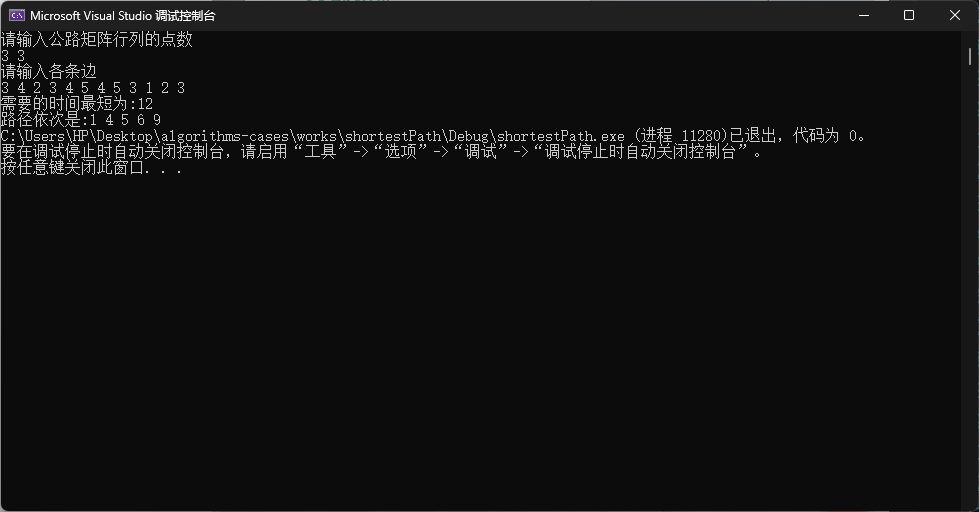 Microsoft Visual Studio 调试控制台
请输入公路矩阵行列的点数
3 3
请输入各条边
3 4 2 3 4 5 4 5 3 1 2 3
需要的时间最短为:12
路径依次是:1 4 5 6 9
C:\Users\HP\Desktop\algorithms-cases\works\shortestPath\Debug\shortestPath.exe (进程 11280)已退出，代码为 0。
要在调试停止时自动关闭控制台，请启用“工具”->“选项”->“调试”->“调试停止时自动关闭控制台”。
按任意键关闭此窗口. . .